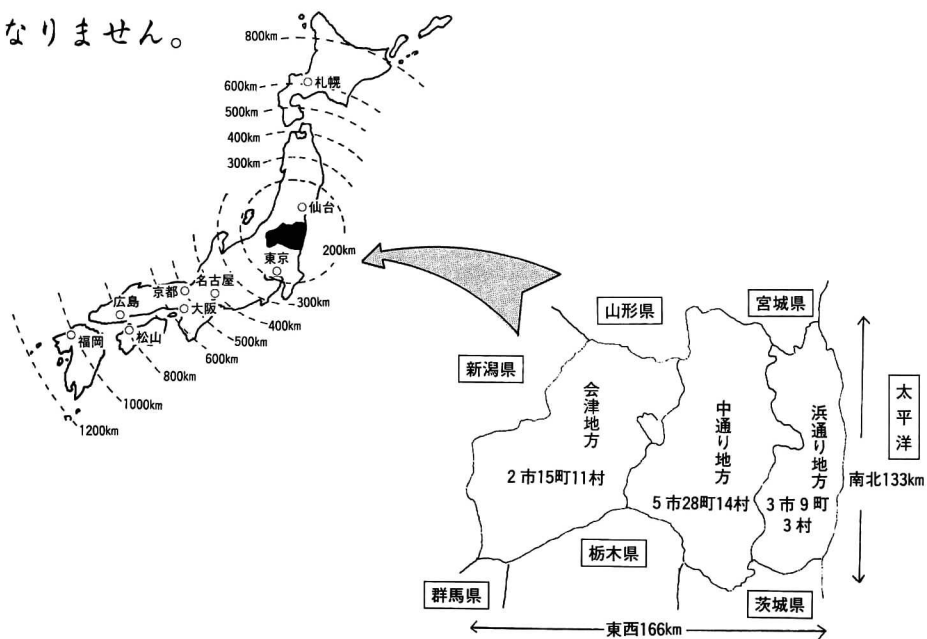 なりません。
800km
600km
札幌
500km
400km
300km
仙台
200km
東京
300km
名古屋
京都
広島
大阪
400km
500km
福岡
松山
600km
800km
1000km
1200km
山形県
宮城県
新潟県
会津地方
2市15町11村
中通り地方
5市28町14村
浜通り地方
3市9町
3村
太平洋
南北133km
栃木県
群馬県
茨城県
東西166km